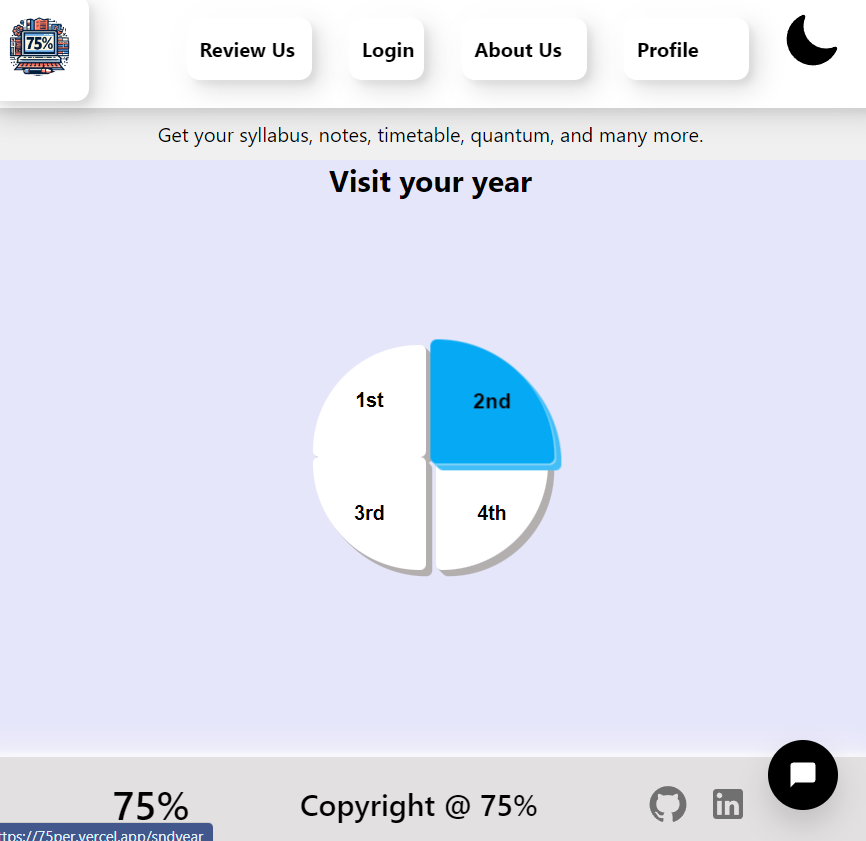 75%
Review Us
Login
About Us
Profile
Get your syllabus, notes, timetable, quantum, and many more.
Visit your year
1st
2nd
3rd
4th
75%
Copyright @ 75%
ttps://75per.vercel.app/sndyear